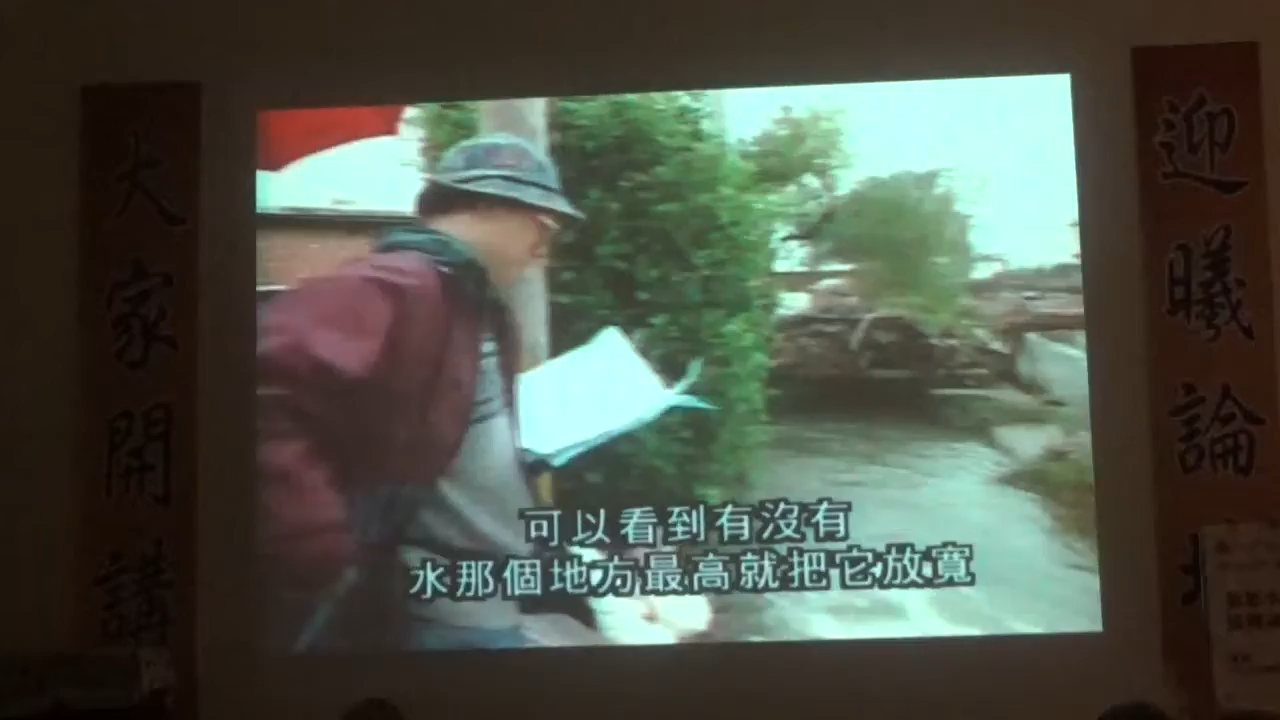 迎曦論
大家開講
可以看到有沒有
水那個地方最高就把它放寬